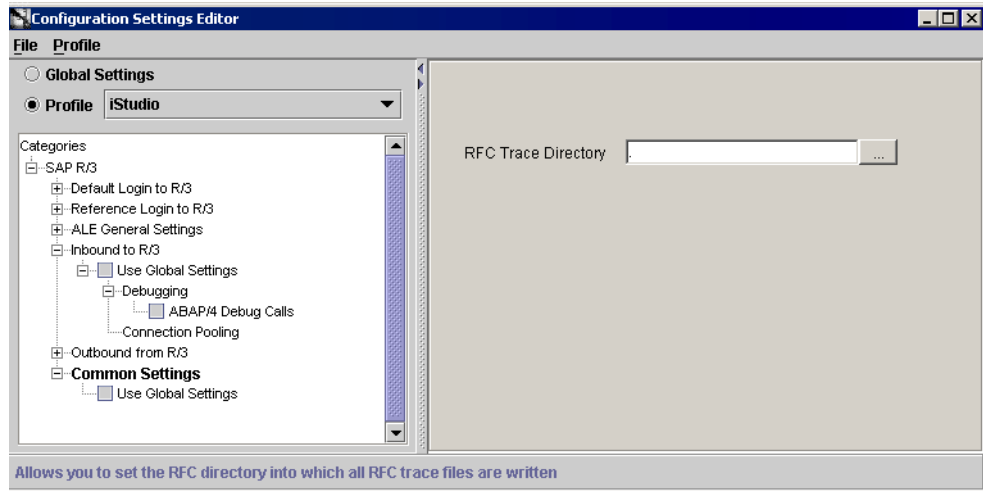 Configuration Settings Editor
File Profile
Global Settings
Profile iStudio
Categories
SAP R/3
Default Login to R/3
Reference Login to R/3
ALE General Settings
Inbound to R/3
Use Global Settings
Debugging
ABAP/4 Debug Calls
Connection Pooling
Outbound from R/3
Common Settings
Use Global Settings
RFC Trace Directory . ...
Allows you to set the RFC directory into which all RFC trace files are written